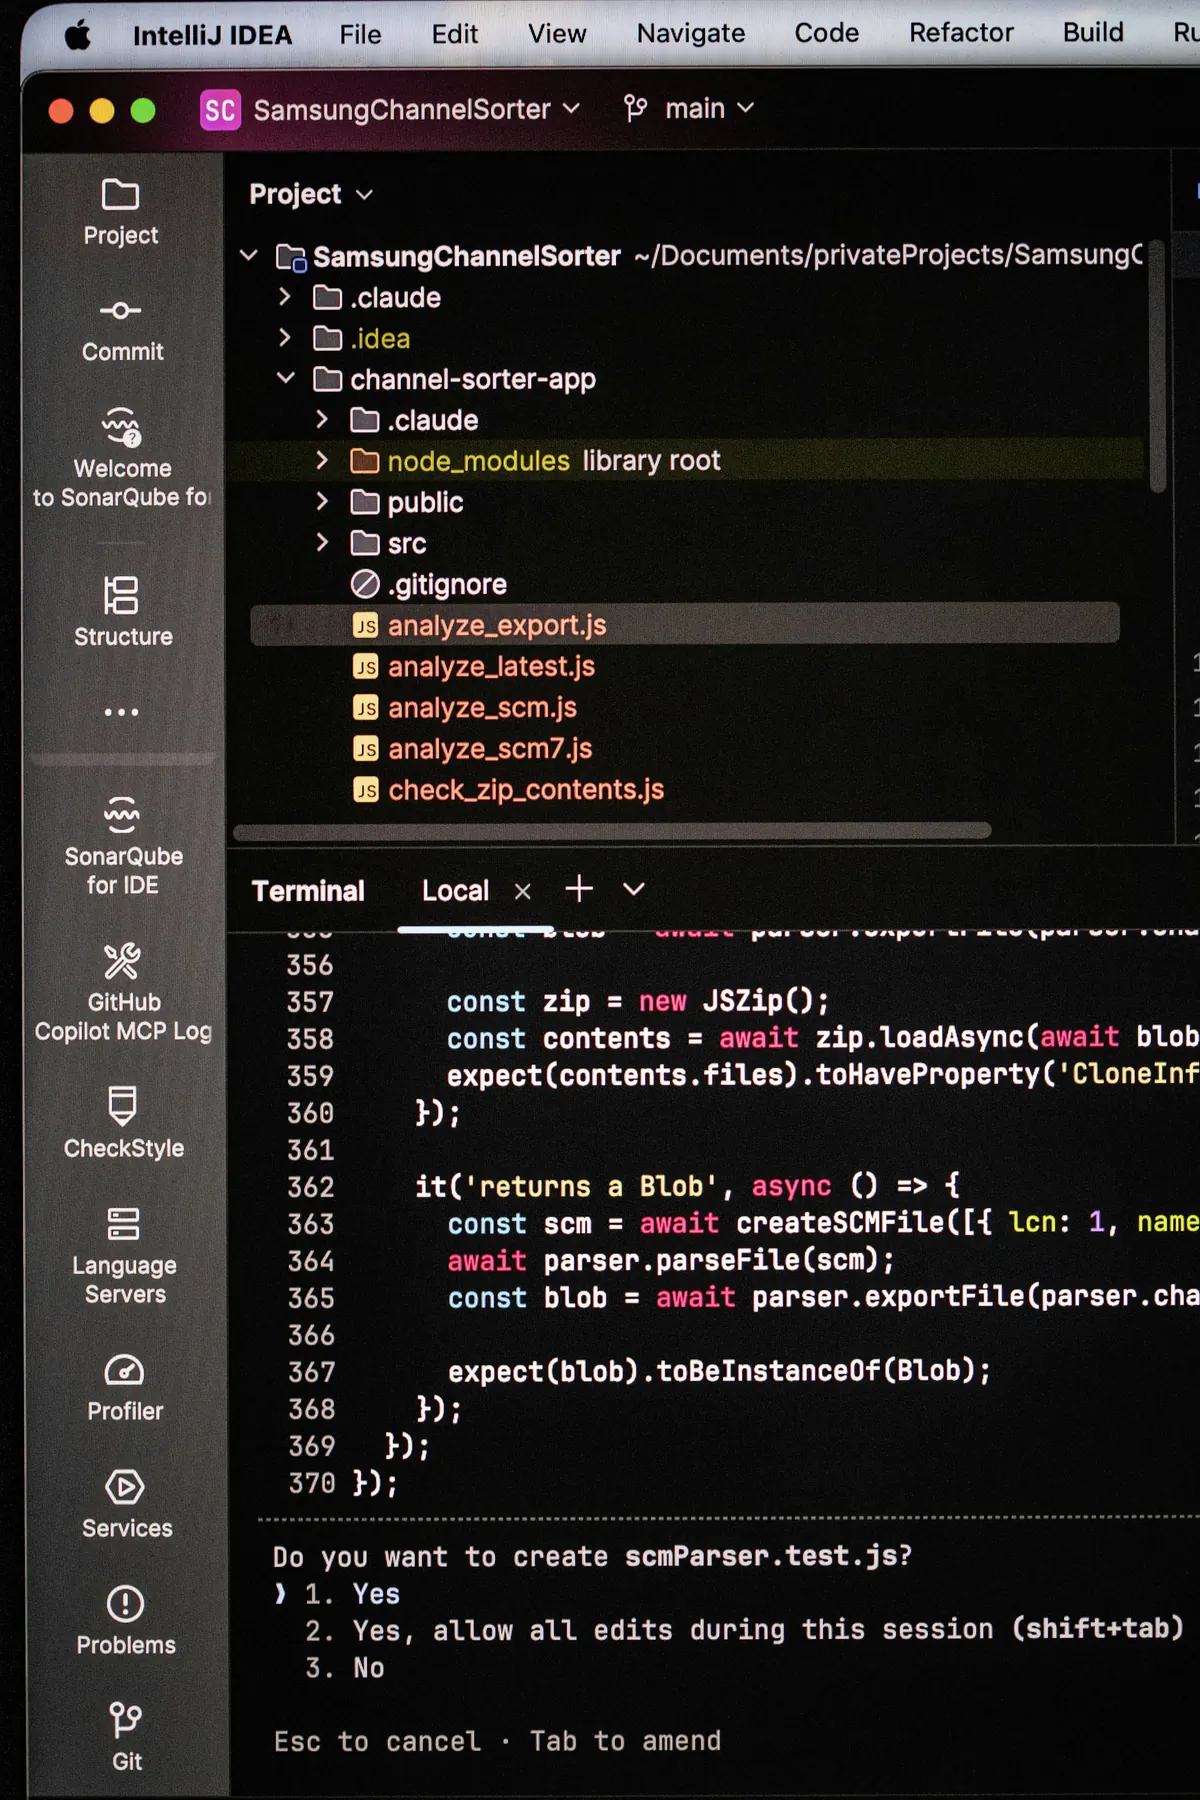 IntelliJ IDEA File Edit View Navigate Code Refactor Build Ru
SC SamsungChannelSorter main
Project
Commit
Welcome
to SonarQube for
Structure
SonarQube
for IDE
GitHub
Copilot MCP Log
CheckStyle
Language
Servers
Profiler
Services
Problems
Git
Project
SamsungChannelSorter ~/Documents/privateProjects/SamsungC
.claude
.idea
channel-sorter-app
.claude
node_modules library root
public
src
.gitignore
JS analyze_export.js
JS analyze_latest.js
JS analyze_scm.js
JS analyze_scm7.js
JS check_zip_contents.js
Terminal Local
356
357 const zip = new JSZip();
358 const contents = await zip.loadAsync(await blob
359 expect(contents.files).toHaveProperty('CloneInf
360 });
361
362 it('returns a Blob', async () => {
363 const scm = await createSCMFile([{ lcn: 1, name
364 await parser.parseFile(scm);
365 const blob = await parser.exportFile(parser.cha
366
367 expect(blob).toBeInstanceOf(Blob);
368 });
369 });
370 });
Do you want to create scmParser.test.js?
❯ 1. Yes
2. Yes, allow all edits during this session (shift+tab)
3. No
Esc to cancel · Tab to amend